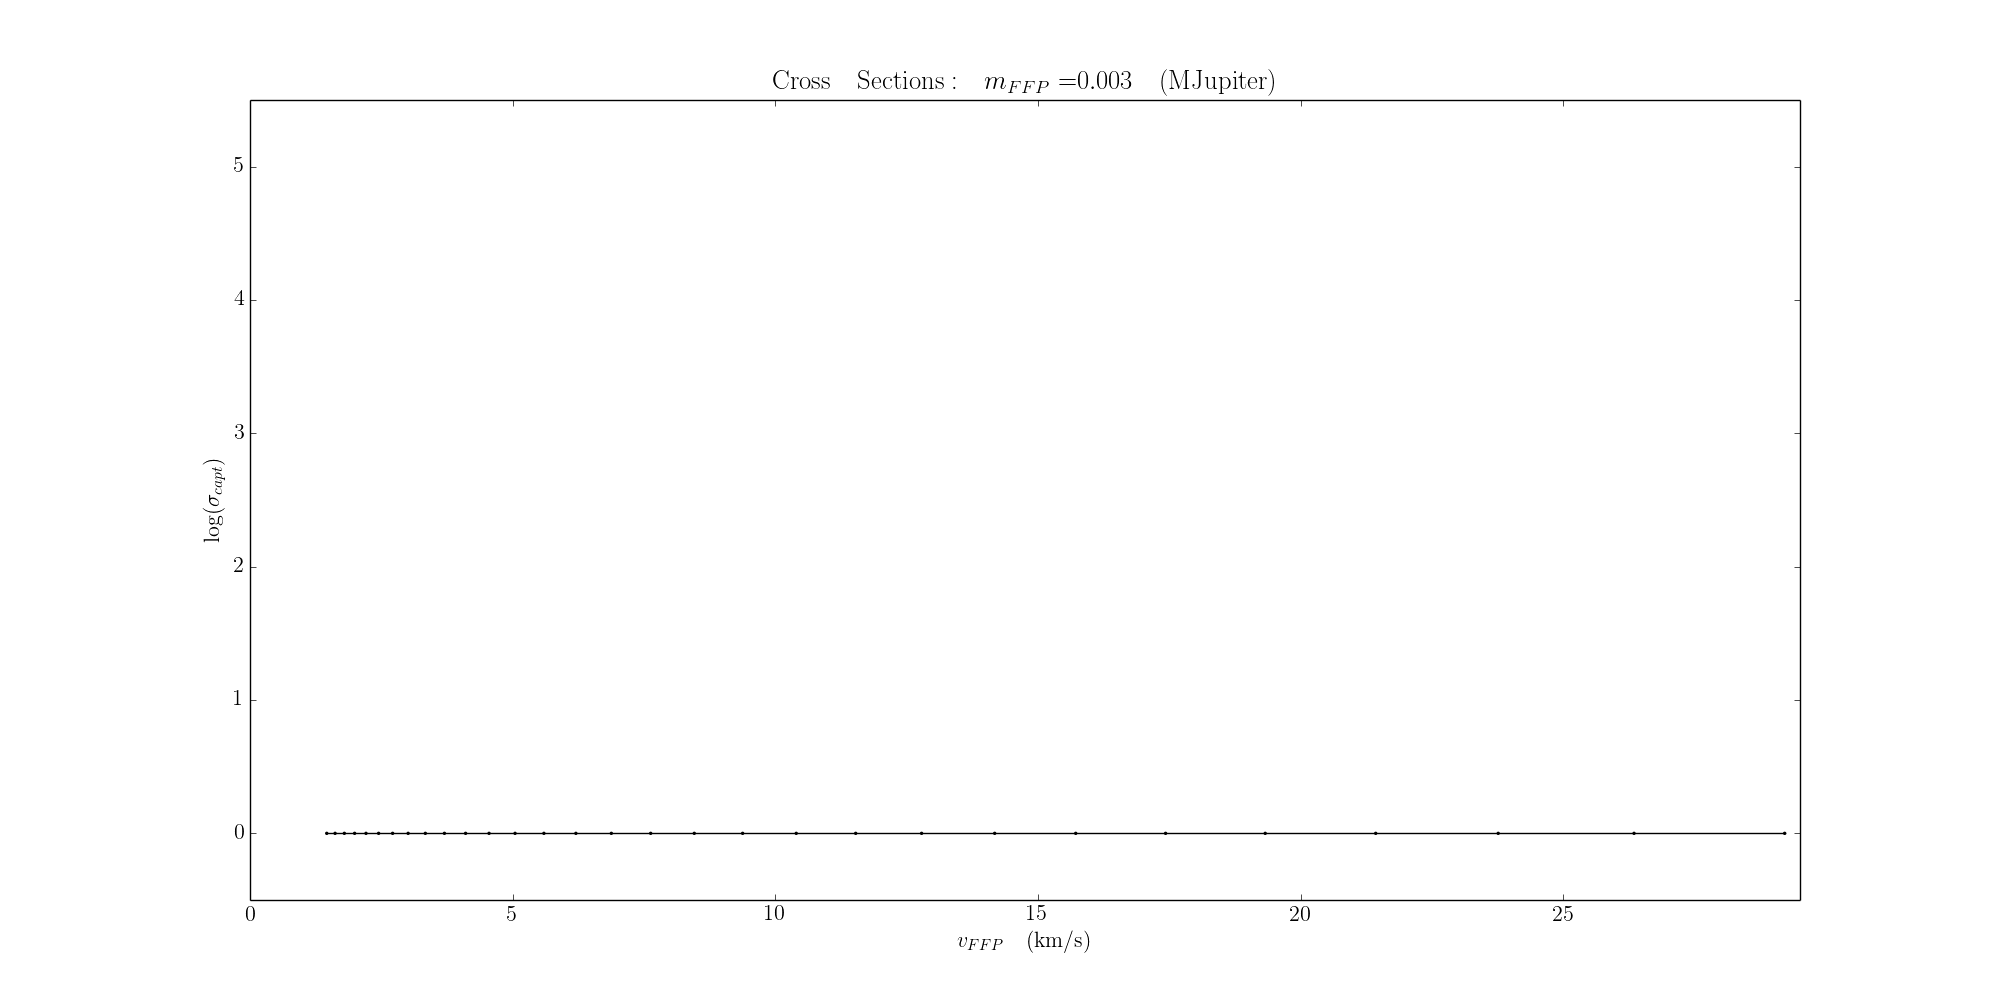 Cross Sections : m_FFP =0.003 (MJupiter)
5
4
3
2
1
0
log(σ_capt)
0 5 10 15 20 25
v_FFP (km/s)